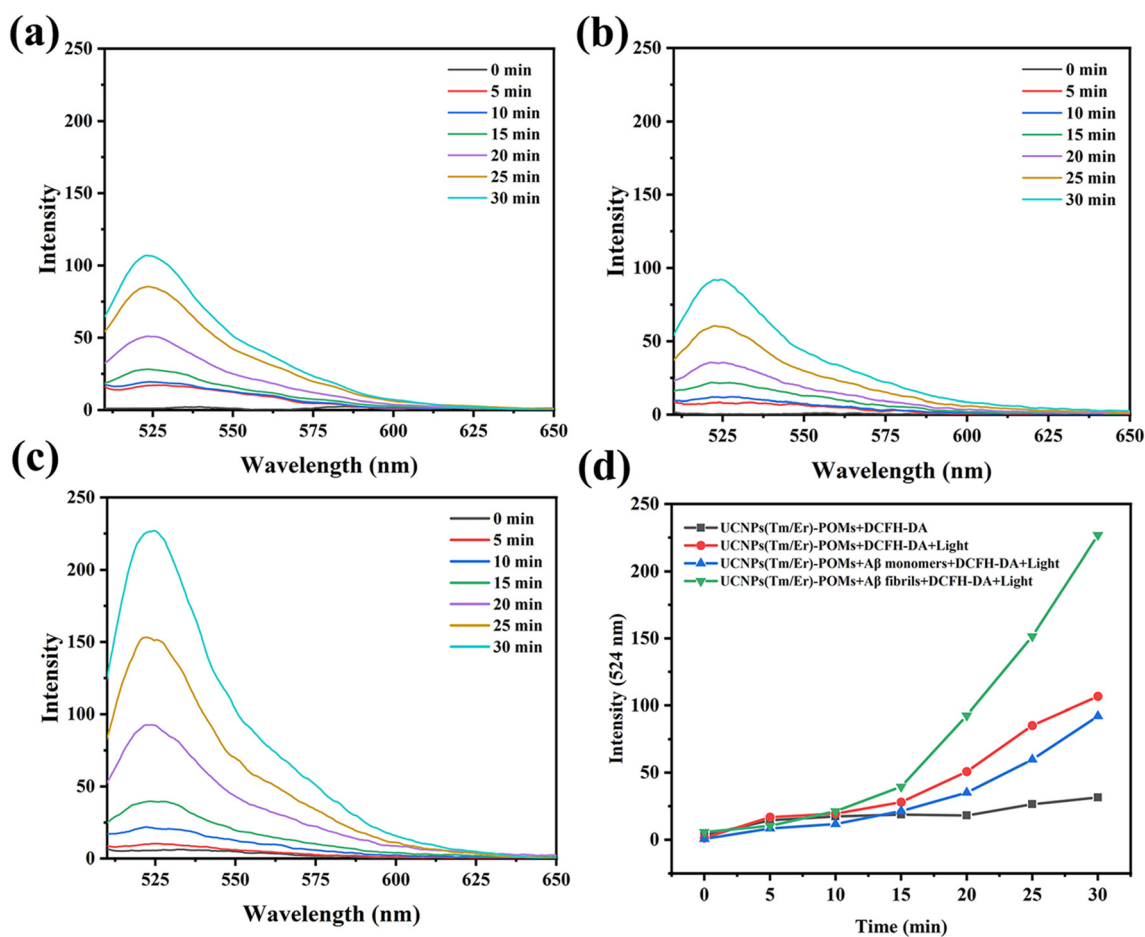 (a)
250
200
150
100
50
0
Intensity
0 min
5 min
10 min
15 min
20 min
25 min
30 min
525 550 575 600 625 650
Wavelength (nm)
(b)
250
200
150
100
50
0
Intensity
0 min
5 min
10 min
15 min
20 min
25 min
30 min
525 550 575 600 625 650
Wavelength (nm)
(c)
250
200
150
100
50
0
Intensity
0 min
5 min
10 min
15 min
20 min
25 min
30 min
525 550 575 600 625 650
Wavelength (nm)
(d)
250
200
150
100
50
0
Intensity (524 nm)
UCNPs(Tm/Er)-POMs+DCFH-DA
UCNPs(Tm/Er)-POMs+DCFH-DA+Light
UCNPs(Tm/Er)-POMs+Aβ monomers+DCFH-DA+Light
UCNPs(Tm/Er)-POMs+Aβ fibrils+DCFH-DA+Light
0 5 10 15 20 25 30
Time (min)